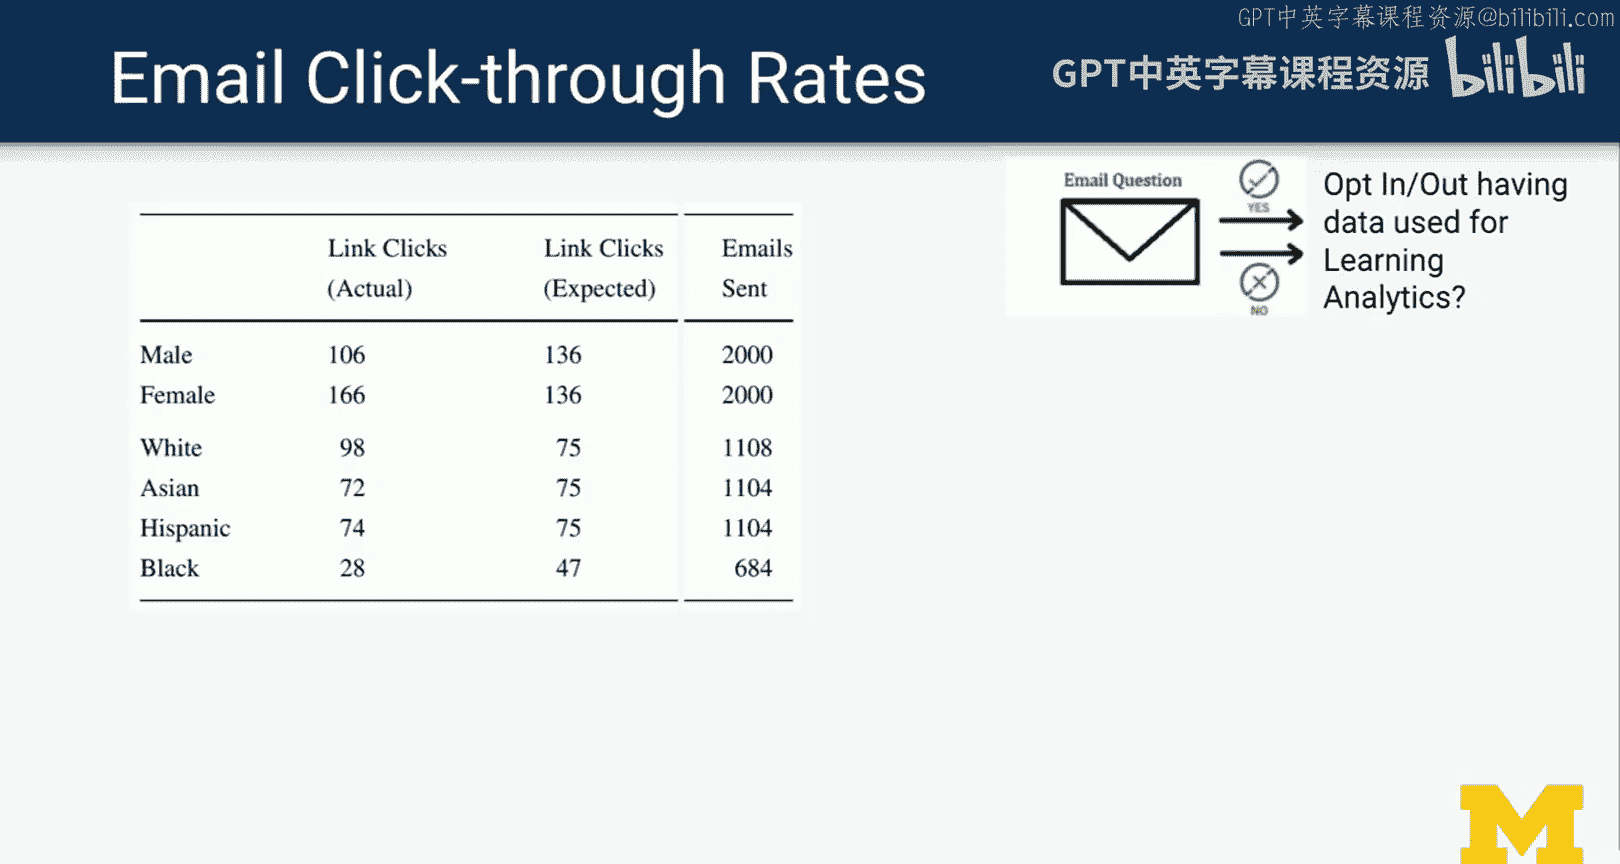 GPT中英字幕课程资源@bilibili.com
Email Click-through Rates
GPT中英字幕课程资源 bilibili
Email Question
YES
NO
Opt In/Out having
data used for
Learning
Analytics?
Link Clicks Link Clicks Emails
(Actual) (Expected) Sent
Male 106 136 2000
Female 166 136 2000
White 98 75 1108
Asian 72 75 1104
Hispanic 74 75 1104
Black 28 47 684
M